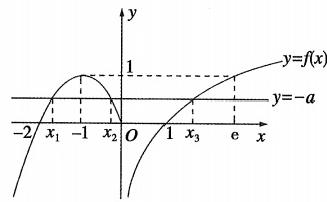 y
1
y=f(x)
y=−a
−2 x₁ −1 x₂ O 1 x₃ e x